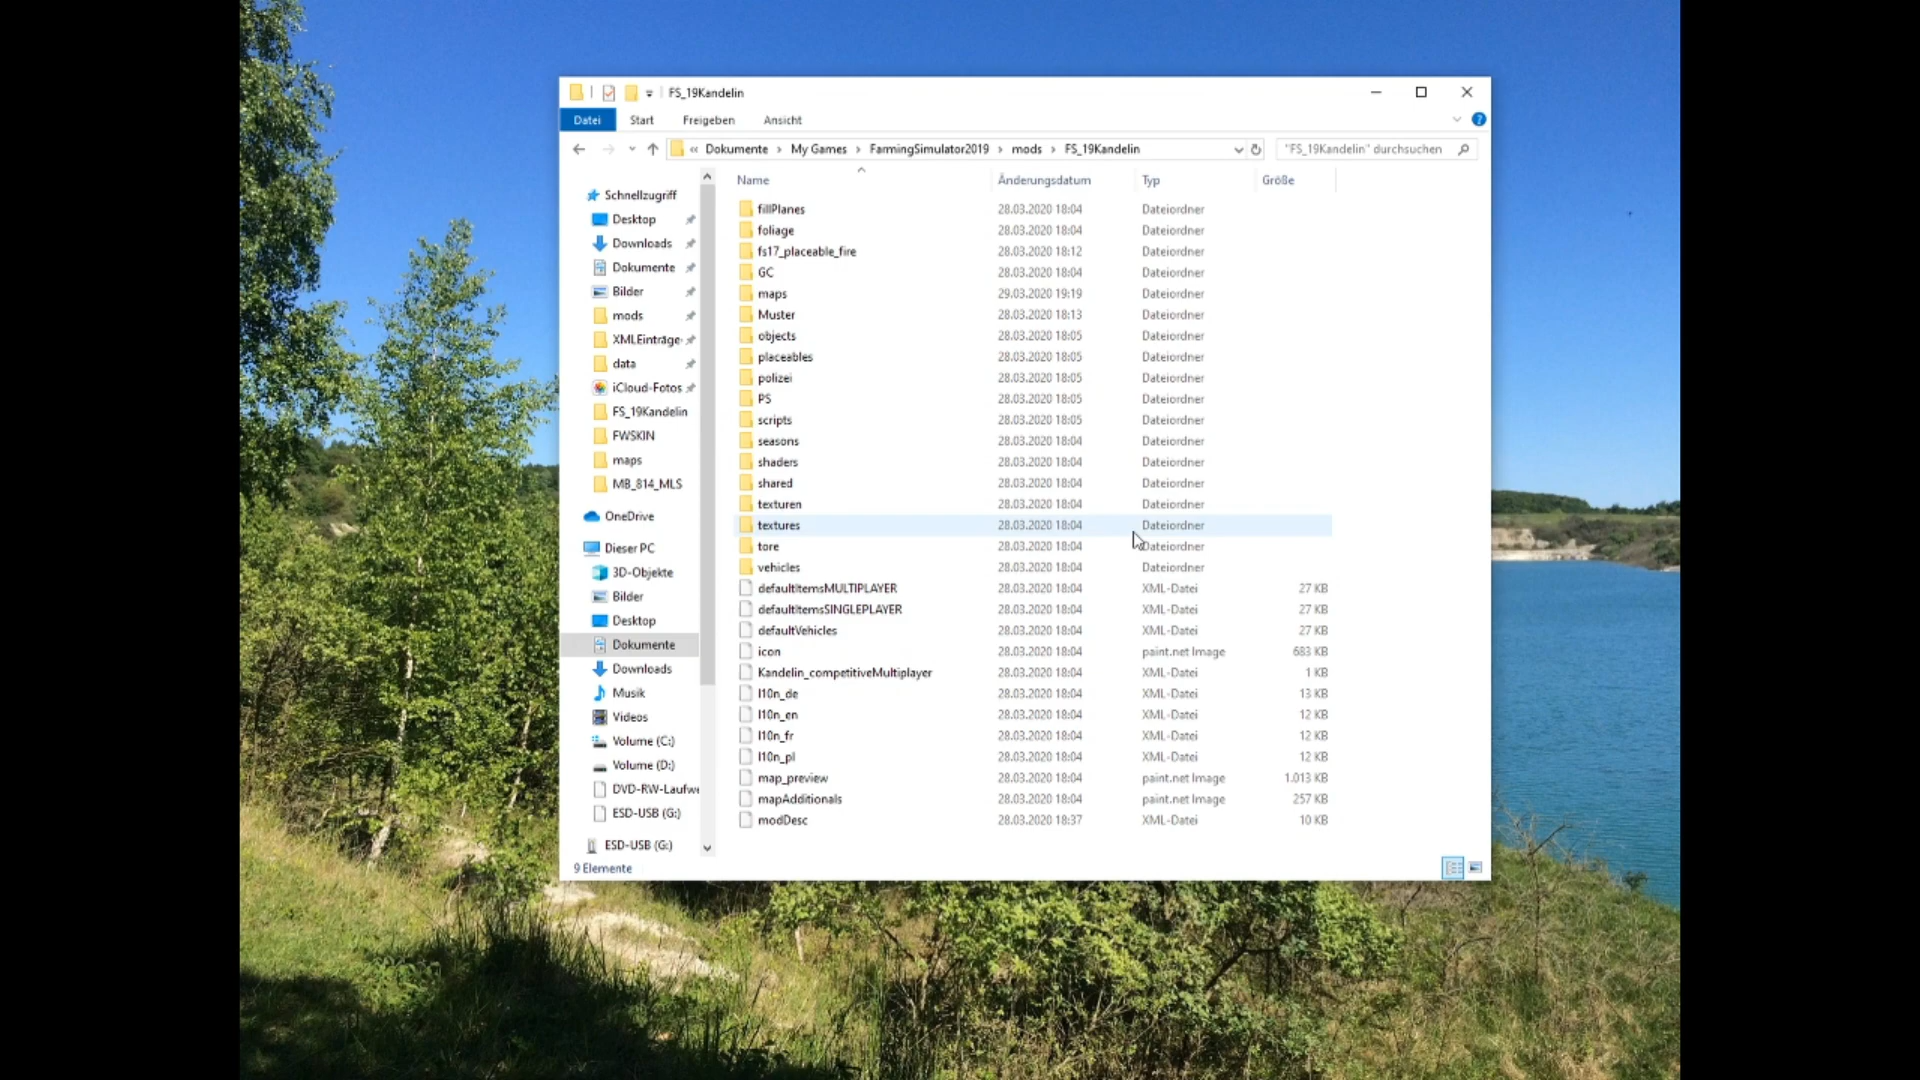 FS_19Kandelin
Datei Start Freigeben Ansicht
« Dokumente › My Games › FarmingSimulator2019 › mods › FS_19Kandelin "FS_19Kandelin" durchsuchen
Schnellzugriff
Desktop
Downloads
Dokumente
Bilder
mods
XMLEinträge
data
iCloud-Fotos
FS_19Kandelin
FWSKIN
maps
MB_814_MLS
OneDrive
Dieser PC
3D-Objekte
Bilder
Desktop
Dokumente
Downloads
Musik
Videos
Volume (C:)
Volume (D:)
DVD-RW-Laufwe
ESD-USB (G:)
ESD-USB (G:)
Name Änderungsdatum Typ Größe
fillPlanes 28.03.2020 18:04 Dateiordner
foliage 28.03.2020 18:04 Dateiordner
fs17_placeable_fire 28.03.2020 18:12 Dateiordner
GC 28.03.2020 18:04 Dateiordner
maps 29.03.2020 19:19 Dateiordner
Muster 28.03.2020 18:13 Dateiordner
objects 28.03.2020 18:05 Dateiordner
placeables 28.03.2020 18:05 Dateiordner
polizei 28.03.2020 18:05 Dateiordner
PS 28.03.2020 18:05 Dateiordner
scripts 28.03.2020 18:05 Dateiordner
seasons 28.03.2020 18:04 Dateiordner
shaders 28.03.2020 18:04 Dateiordner
shared 28.03.2020 18:04 Dateiordner
texturen 28.03.2020 18:04 Dateiordner
textures 28.03.2020 18:04 Dateiordner
tore 28.03.2020 18:04 Dateiordner
vehicles 28.03.2020 18:04 Dateiordner
defaultItemsMULTIPLAYER 28.03.2020 18:04 XML-Datei 27 KB
defaultItemsSINGLEPLAYER 28.03.2020 18:04 XML-Datei 27 KB
defaultVehicles 28.03.2020 18:04 XML-Datei 27 KB
icon 28.03.2020 18:04 paint.net Image 683 KB
Kandelin_competitiveMultiplayer 28.03.2020 18:04 XML-Datei 1 KB
l10n_de 28.03.2020 18:04 XML-Datei 13 KB
l10n_en 28.03.2020 18:04 XML-Datei 12 KB
l10n_fr 28.03.2020 18:04 XML-Datei 12 KB
l10n_pl 28.03.2020 18:04 XML-Datei 12 KB
map_preview 28.03.2020 18:04 paint.net Image 1.013 KB
mapAdditionals 28.03.2020 18:04 paint.net Image 257 KB
modDesc 28.03.2020 18:37 XML-Datei 10 KB
9 Elemente